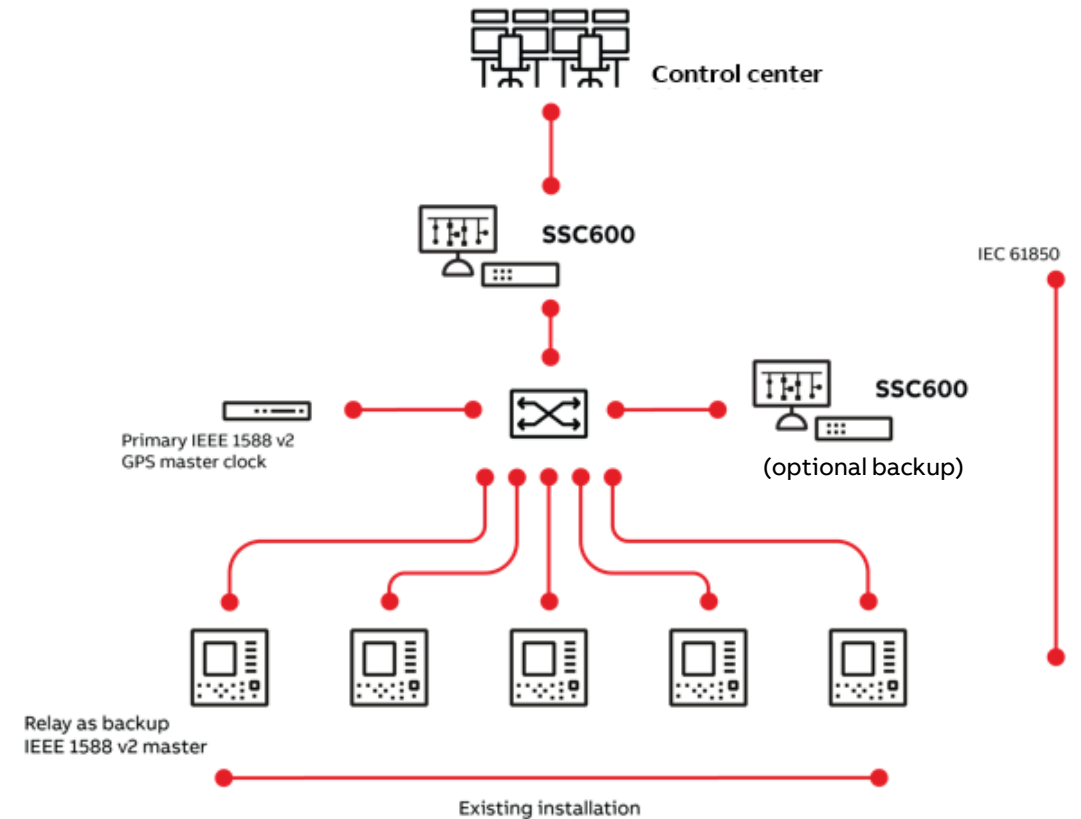 Control center
SSC600
IEC 61850
SSC600
(optional backup)
Primary IEEE 1588 v2
GPS master clock
Relay as backup
IEEE 1588 v2 master
Existing installation